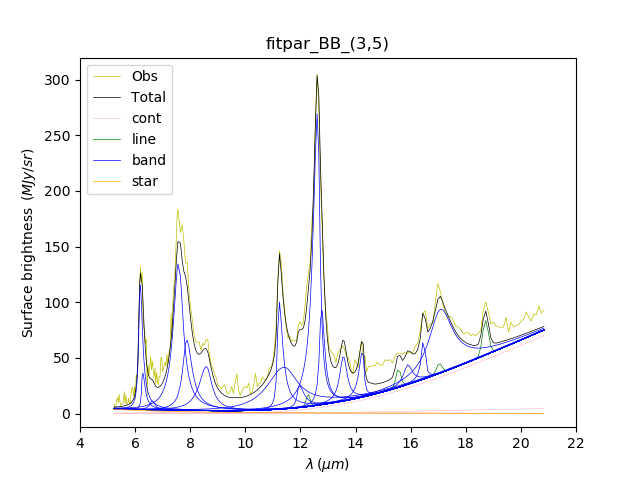 fitpar_BB_(3,5)
Obs
Total
cont
line
band
star
Surface brightness (MJy/sr)
300
250
200
150
100
50
0
4 6 8 10 12 14 16 18 20 22
λ (μm)